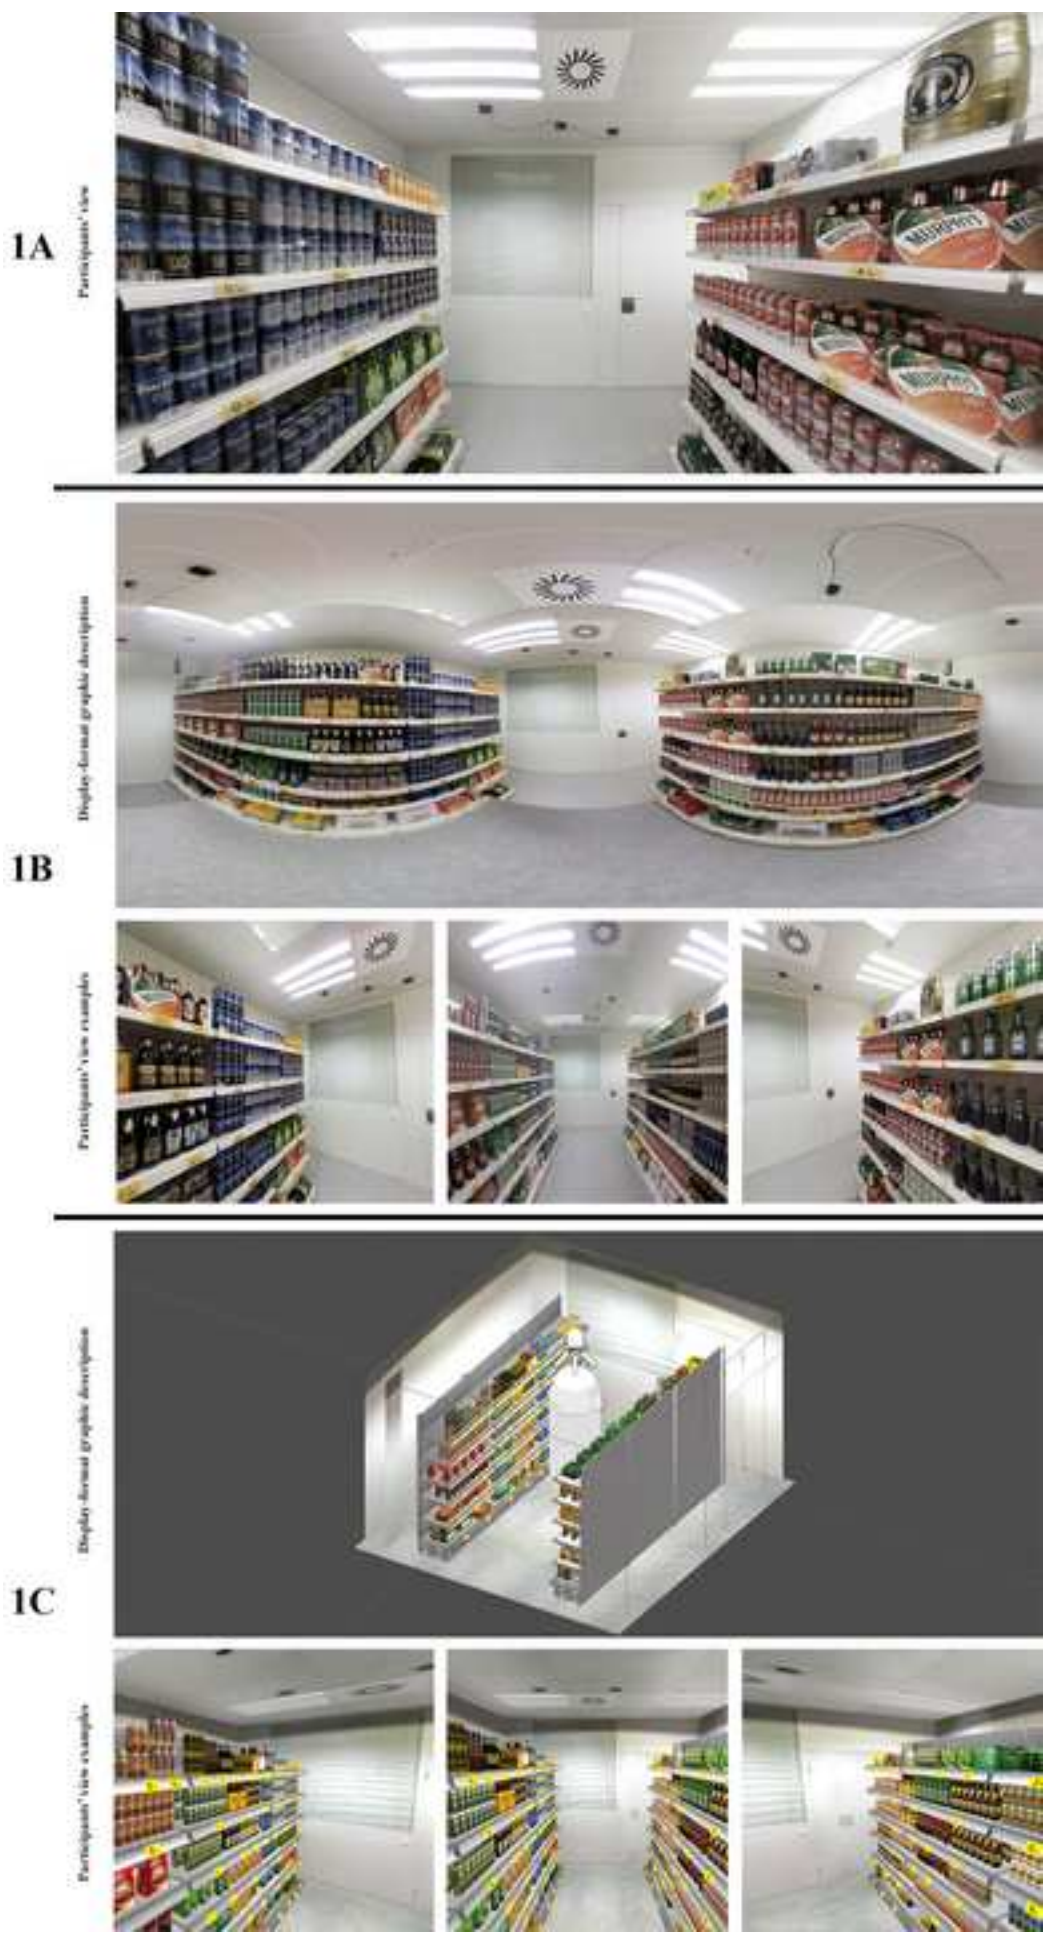 1A
Participants' view
MURPHY'S
MURPHY'S
MURPHY'S
1B
Display-format graphic description
Participants' view examples
1C
Display-format graphic description
Participants' view examples